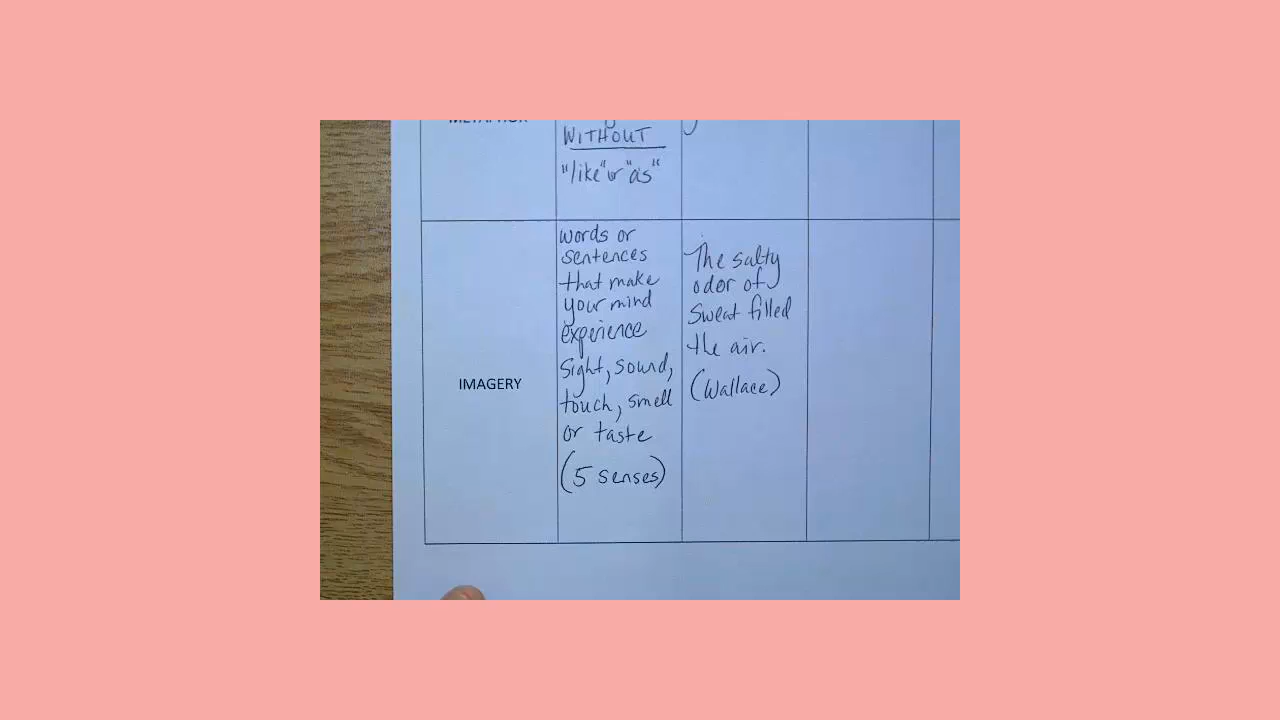 METAPHOR
WITHOUT
"like" or "as"
IMAGERY
words or
sentences
that make
your mind
experience
sight, sound,
touch, smell
or taste
(5 senses)
The salty
odor of
sweat filled
the air.
(Wallace)